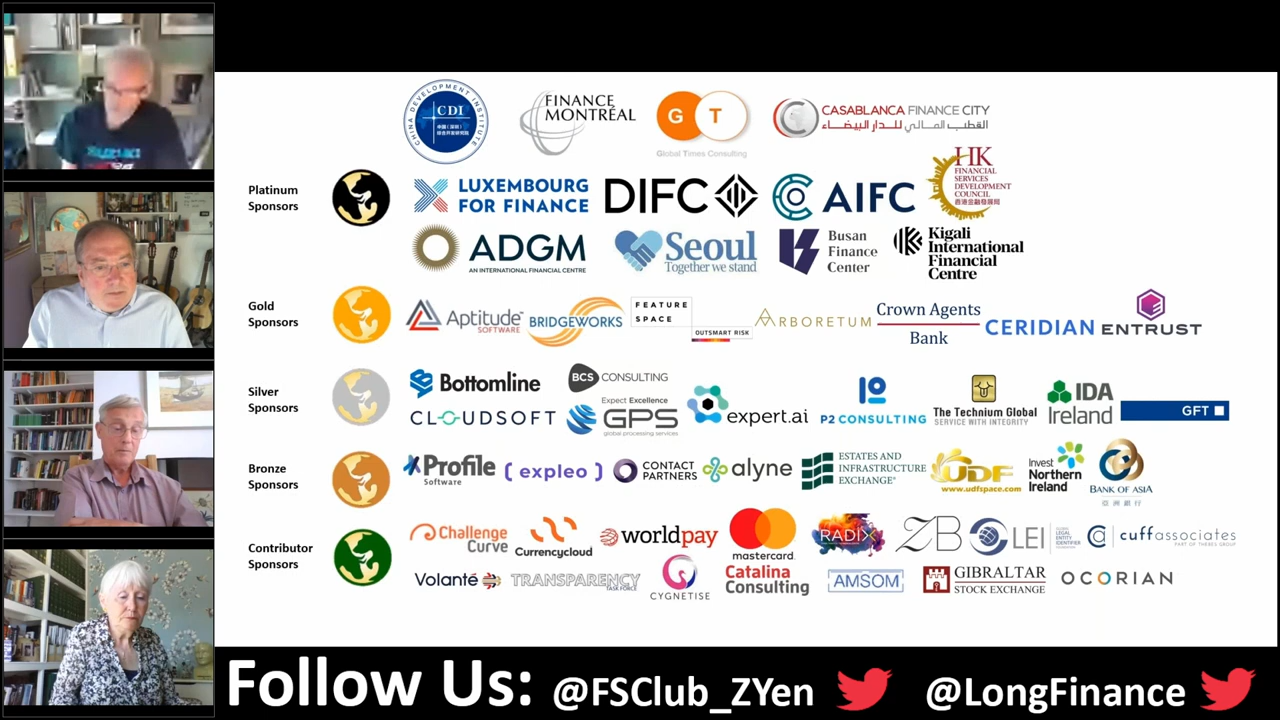 CHINA DEVELOPMENT INSTITUTE
CDI
FINANCE
MONTRÉAL
G T
Global Times Consulting
CASABLANCA FINANCE CITY
القطب المالي للدار البيضاء
Platinum
Sponsors
LUXEMBOURG
FOR FINANCE
DIFC
AIFC
HK
FINANCIAL
SERVICES
DEVELOPMENT
COUNCIL
香港金融發展局
ADGM
AN INTERNATIONAL FINANCIAL CENTRE
Seoul
Together we stand
Busan
Finance
Center
Kigali
International
Financial
Centre
Gold
Sponsors
Aptitude
SOFTWARE
BRIDGEWORKS
FEATURE
SPACE
OUTSMART RISK
ARBORETUM
Crown Agents
Bank
CERIDIAN
ENTRUST
Silver
Sponsors
Bottomline
BCS CONSULTING
CLOUDSOFT
Expect Excellence
GPS
global processing services
expert.ai
P2 CONSULTING
The Technium Global
SERVICE WITH INTEGRITY
IDA
Ireland
GFT
Bronze
Sponsors
Profile
Software
( expleo )
CONTACT
PARTNERS
alyne
ESTATES AND
INFRASTRUCTURE
EXCHANGE®
UDF
www.udfspace.com
Invest
Northern
Ireland
BANK OF ASIA
亞洲銀行
Contributor
Sponsors
Challenge
Curve
Currencycloud
worldpay
mastercard
RADIX
ZB
LEI
cuffassociates
PART OF THEBES GROUP
Volantē
TRANSPARENCY
TASK FORCE
CYGNETISE
Catalina
Consulting
AMSOM
GIBRALTAR
STOCK EXCHANGE
OCORIAN
Follow Us: @FSClub_ZYen @LongFinance